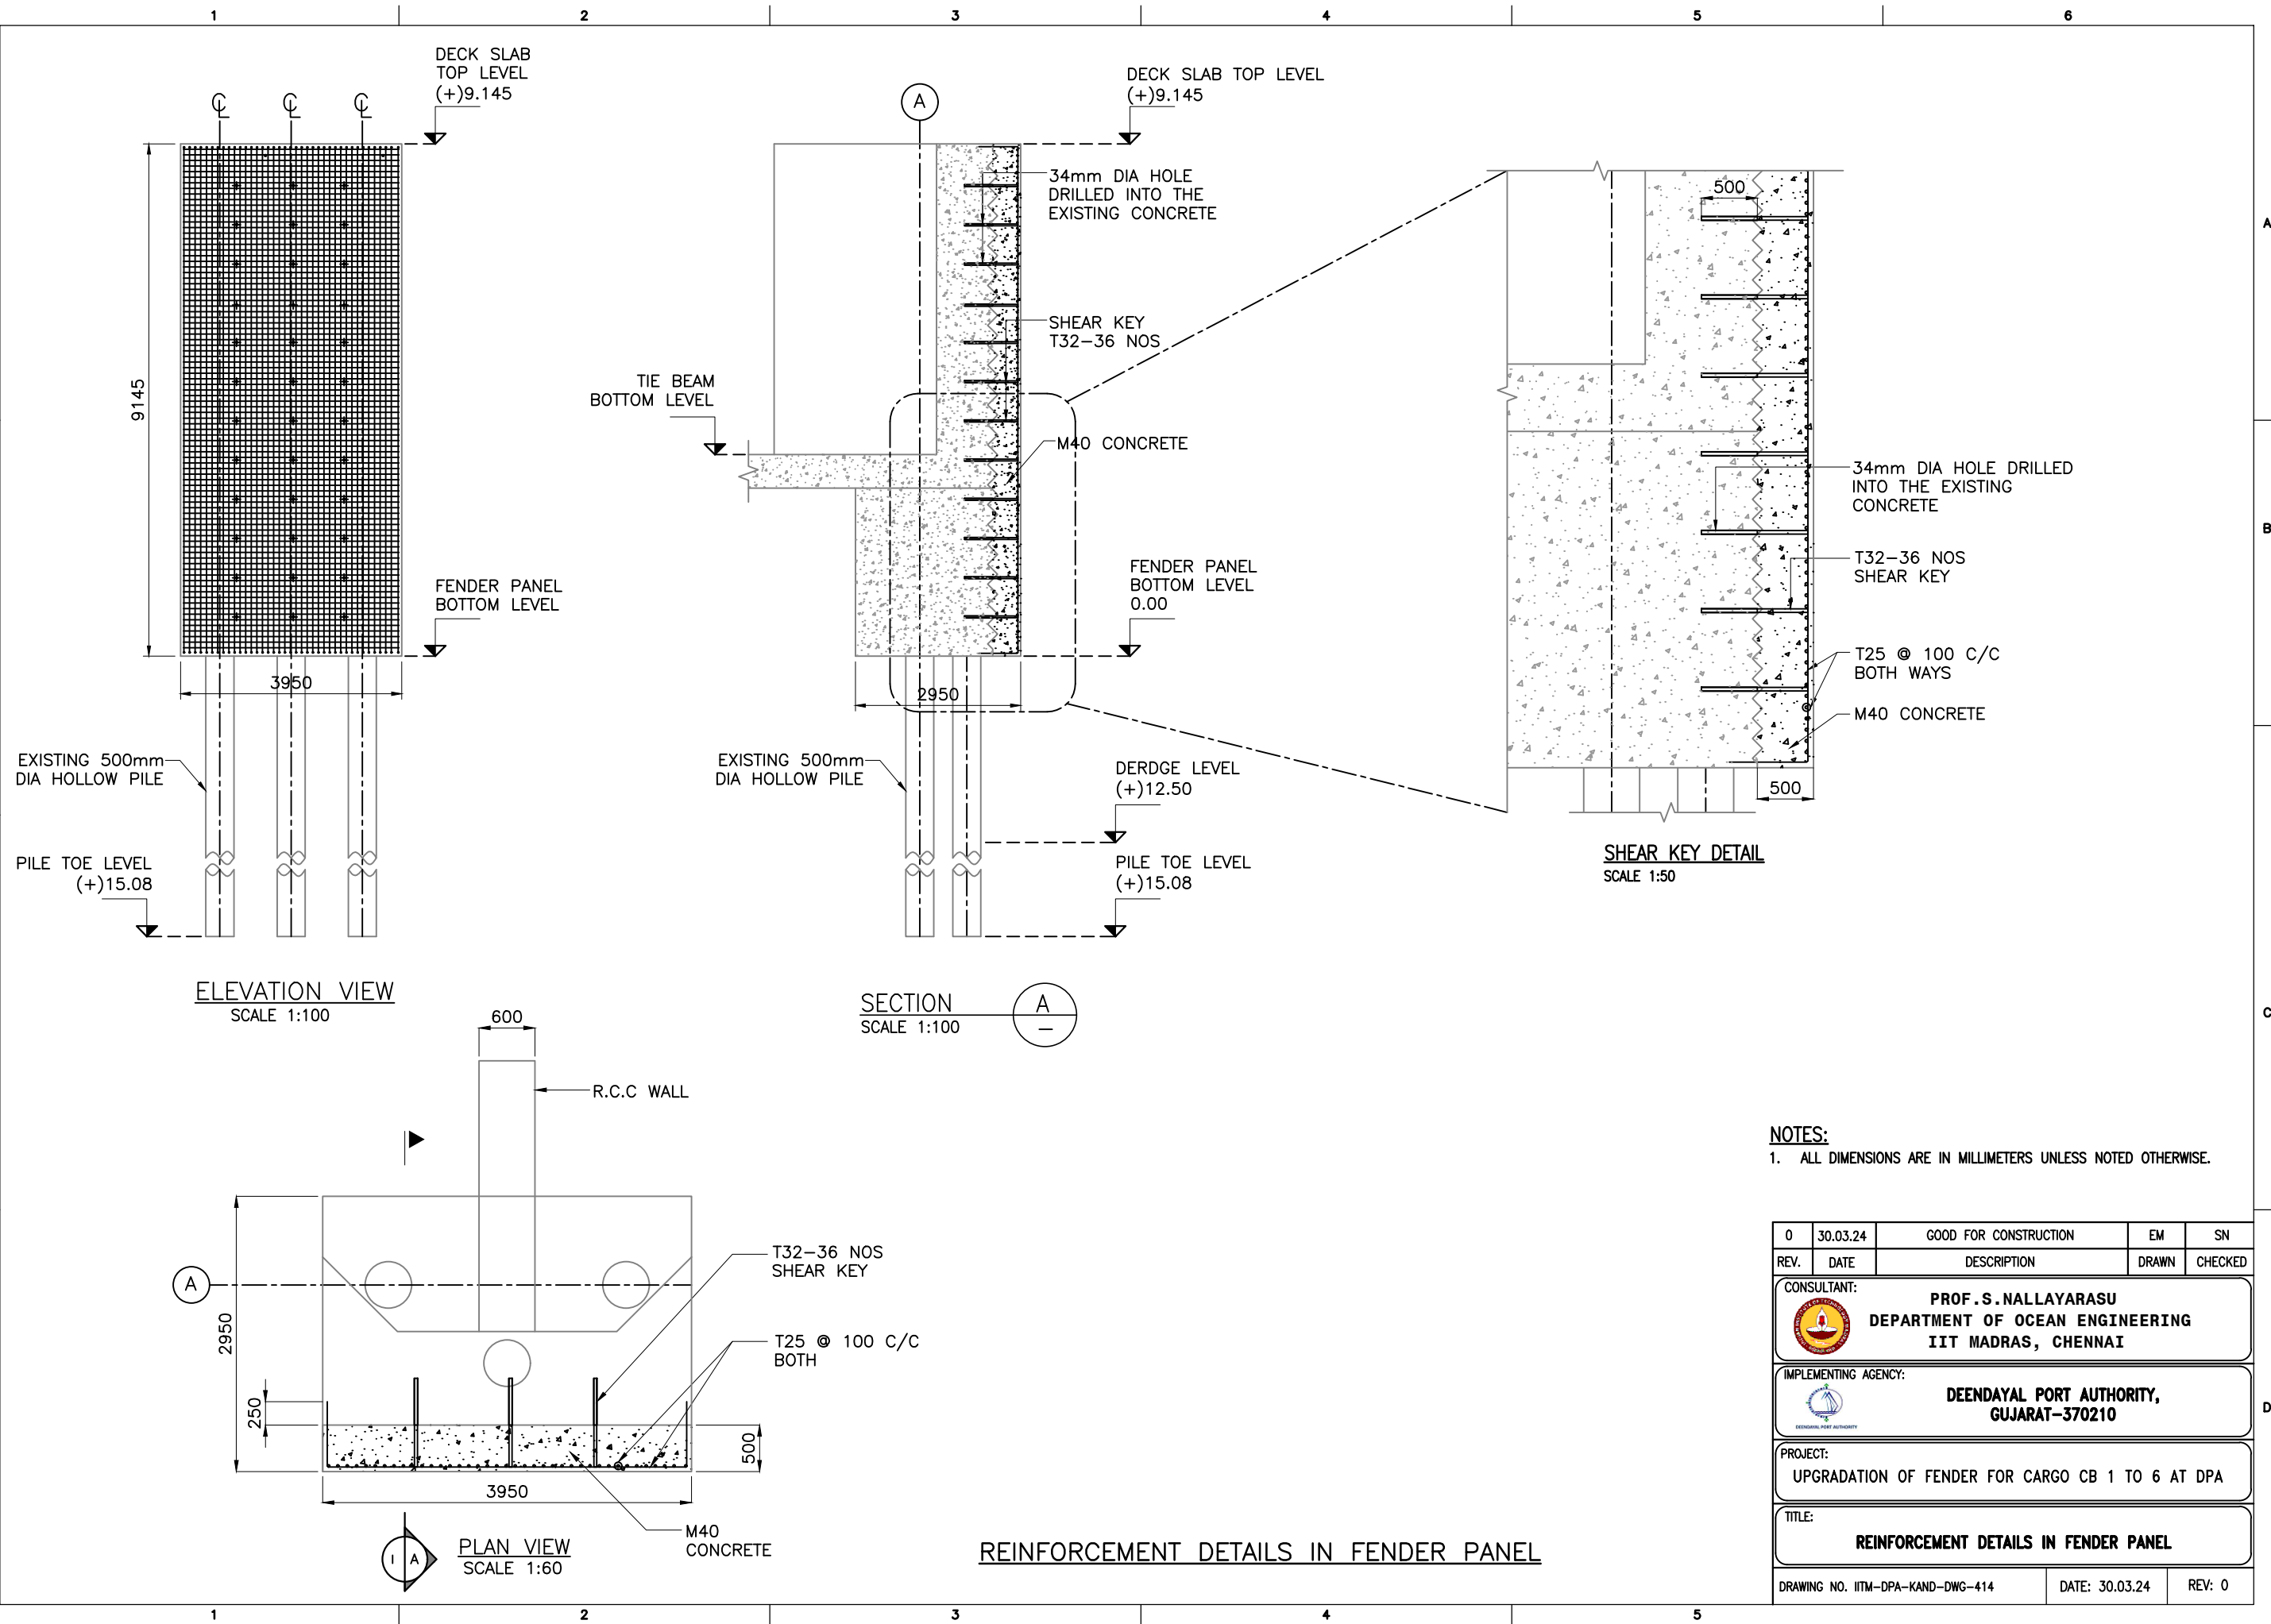 1 2 3 4 5 6
DECK SLAB
TOP LEVEL
(+)9.145
℄ ℄ ℄
9145
FENDER PANEL
BOTTOM LEVEL
3950
EXISTING 500mm
DIA HOLLOW PILE
PILE TOE LEVEL
(+)15.08
ELEVATION VIEW
SCALE 1:100
A
DECK SLAB TOP LEVEL
(+)9.145
34mm DIA HOLE
DRILLED INTO THE
EXISTING CONCRETE
SHEAR KEY
T32-36 NOS
TIE BEAM
BOTTOM LEVEL
M40 CONCRETE
FENDER PANEL
BOTTOM LEVEL
0.00
2950
EXISTING 500mm
DIA HOLLOW PILE
DERDGE LEVEL
(+)12.50
PILE TOE LEVEL
(+)15.08
SECTION
SCALE 1:100
A
–
500
34mm DIA HOLE DRILLED
INTO THE EXISTING
CONCRETE
T32-36 NOS
SHEAR KEY
T25 @ 100 C/C
BOTH WAYS
M40 CONCRETE
500
SHEAR KEY DETAIL
SCALE 1:50
A
B
C
D
600
R.C.C WALL
A
2950
250
T32-36 NOS
SHEAR KEY
T25 @ 100 C/C
BOTH
500
3950
M40
CONCRETE
I A
PLAN VIEW
SCALE 1:60
REINFORCEMENT DETAILS IN FENDER PANEL
NOTES:
1. ALL DIMENSIONS ARE IN MILLIMETERS UNLESS NOTED OTHERWISE.
0 30.03.24 GOOD FOR CONSTRUCTION EM SN
REV. DATE DESCRIPTION DRAWN CHECKED
CONSULTANT:
PROF.S.NALLAYARASU
DEPARTMENT OF OCEAN ENGINEERING
IIT MADRAS, CHENNAI
IMPLEMENTING AGENCY:
DEENDAYAL PORT AUTHORITY,
GUJARAT-370210
DEENDAYAL PORT AUTHORITY
PROJECT:
UPGRADATION OF FENDER FOR CARGO CB 1 TO 6 AT DPA
TITLE:
REINFORCEMENT DETAILS IN FENDER PANEL
DRAWING NO. IITM-DPA-KAND-DWG-414 DATE: 30.03.24 REV: 0
1 2 3 4 5